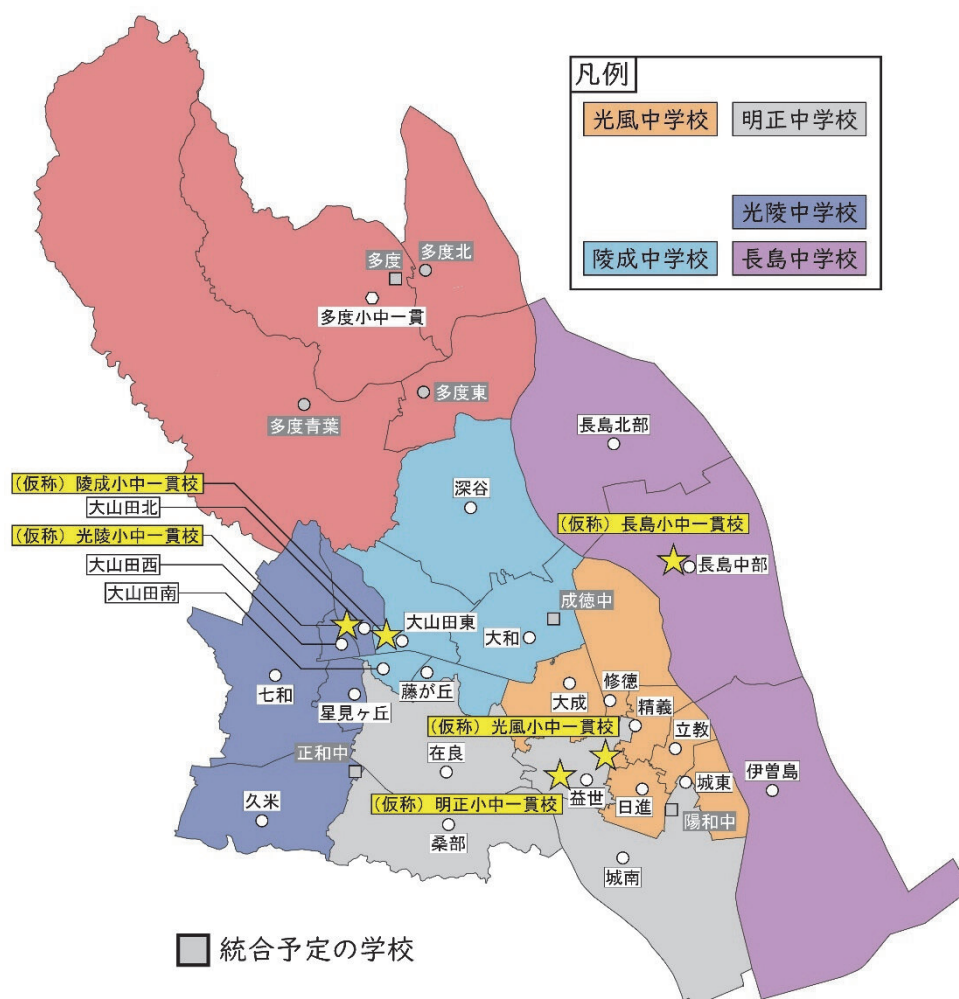 凡例
光風中学校
明正中学校
光陵中学校
陵成中学校
長島中学校
多度
多度北
多度小中一貫
多度東
多度青葉
長島北部
(仮称) 陵成小中一貫校
大山田北
(仮称) 光陵小中一貫校
大山田西
大山田南
深谷
(仮称) 長島小中一貫校
長島中部
成徳中
大山田東
大和
七和
星見ヶ丘
藤が丘
大成
修徳
精義
(仮称) 光風小中一貫校
立教
正和中
在良
益世
日進
城東
伊曽島
(仮称) 明正小中一貫校
陽和中
久米
桑部
城南
統合予定の学校